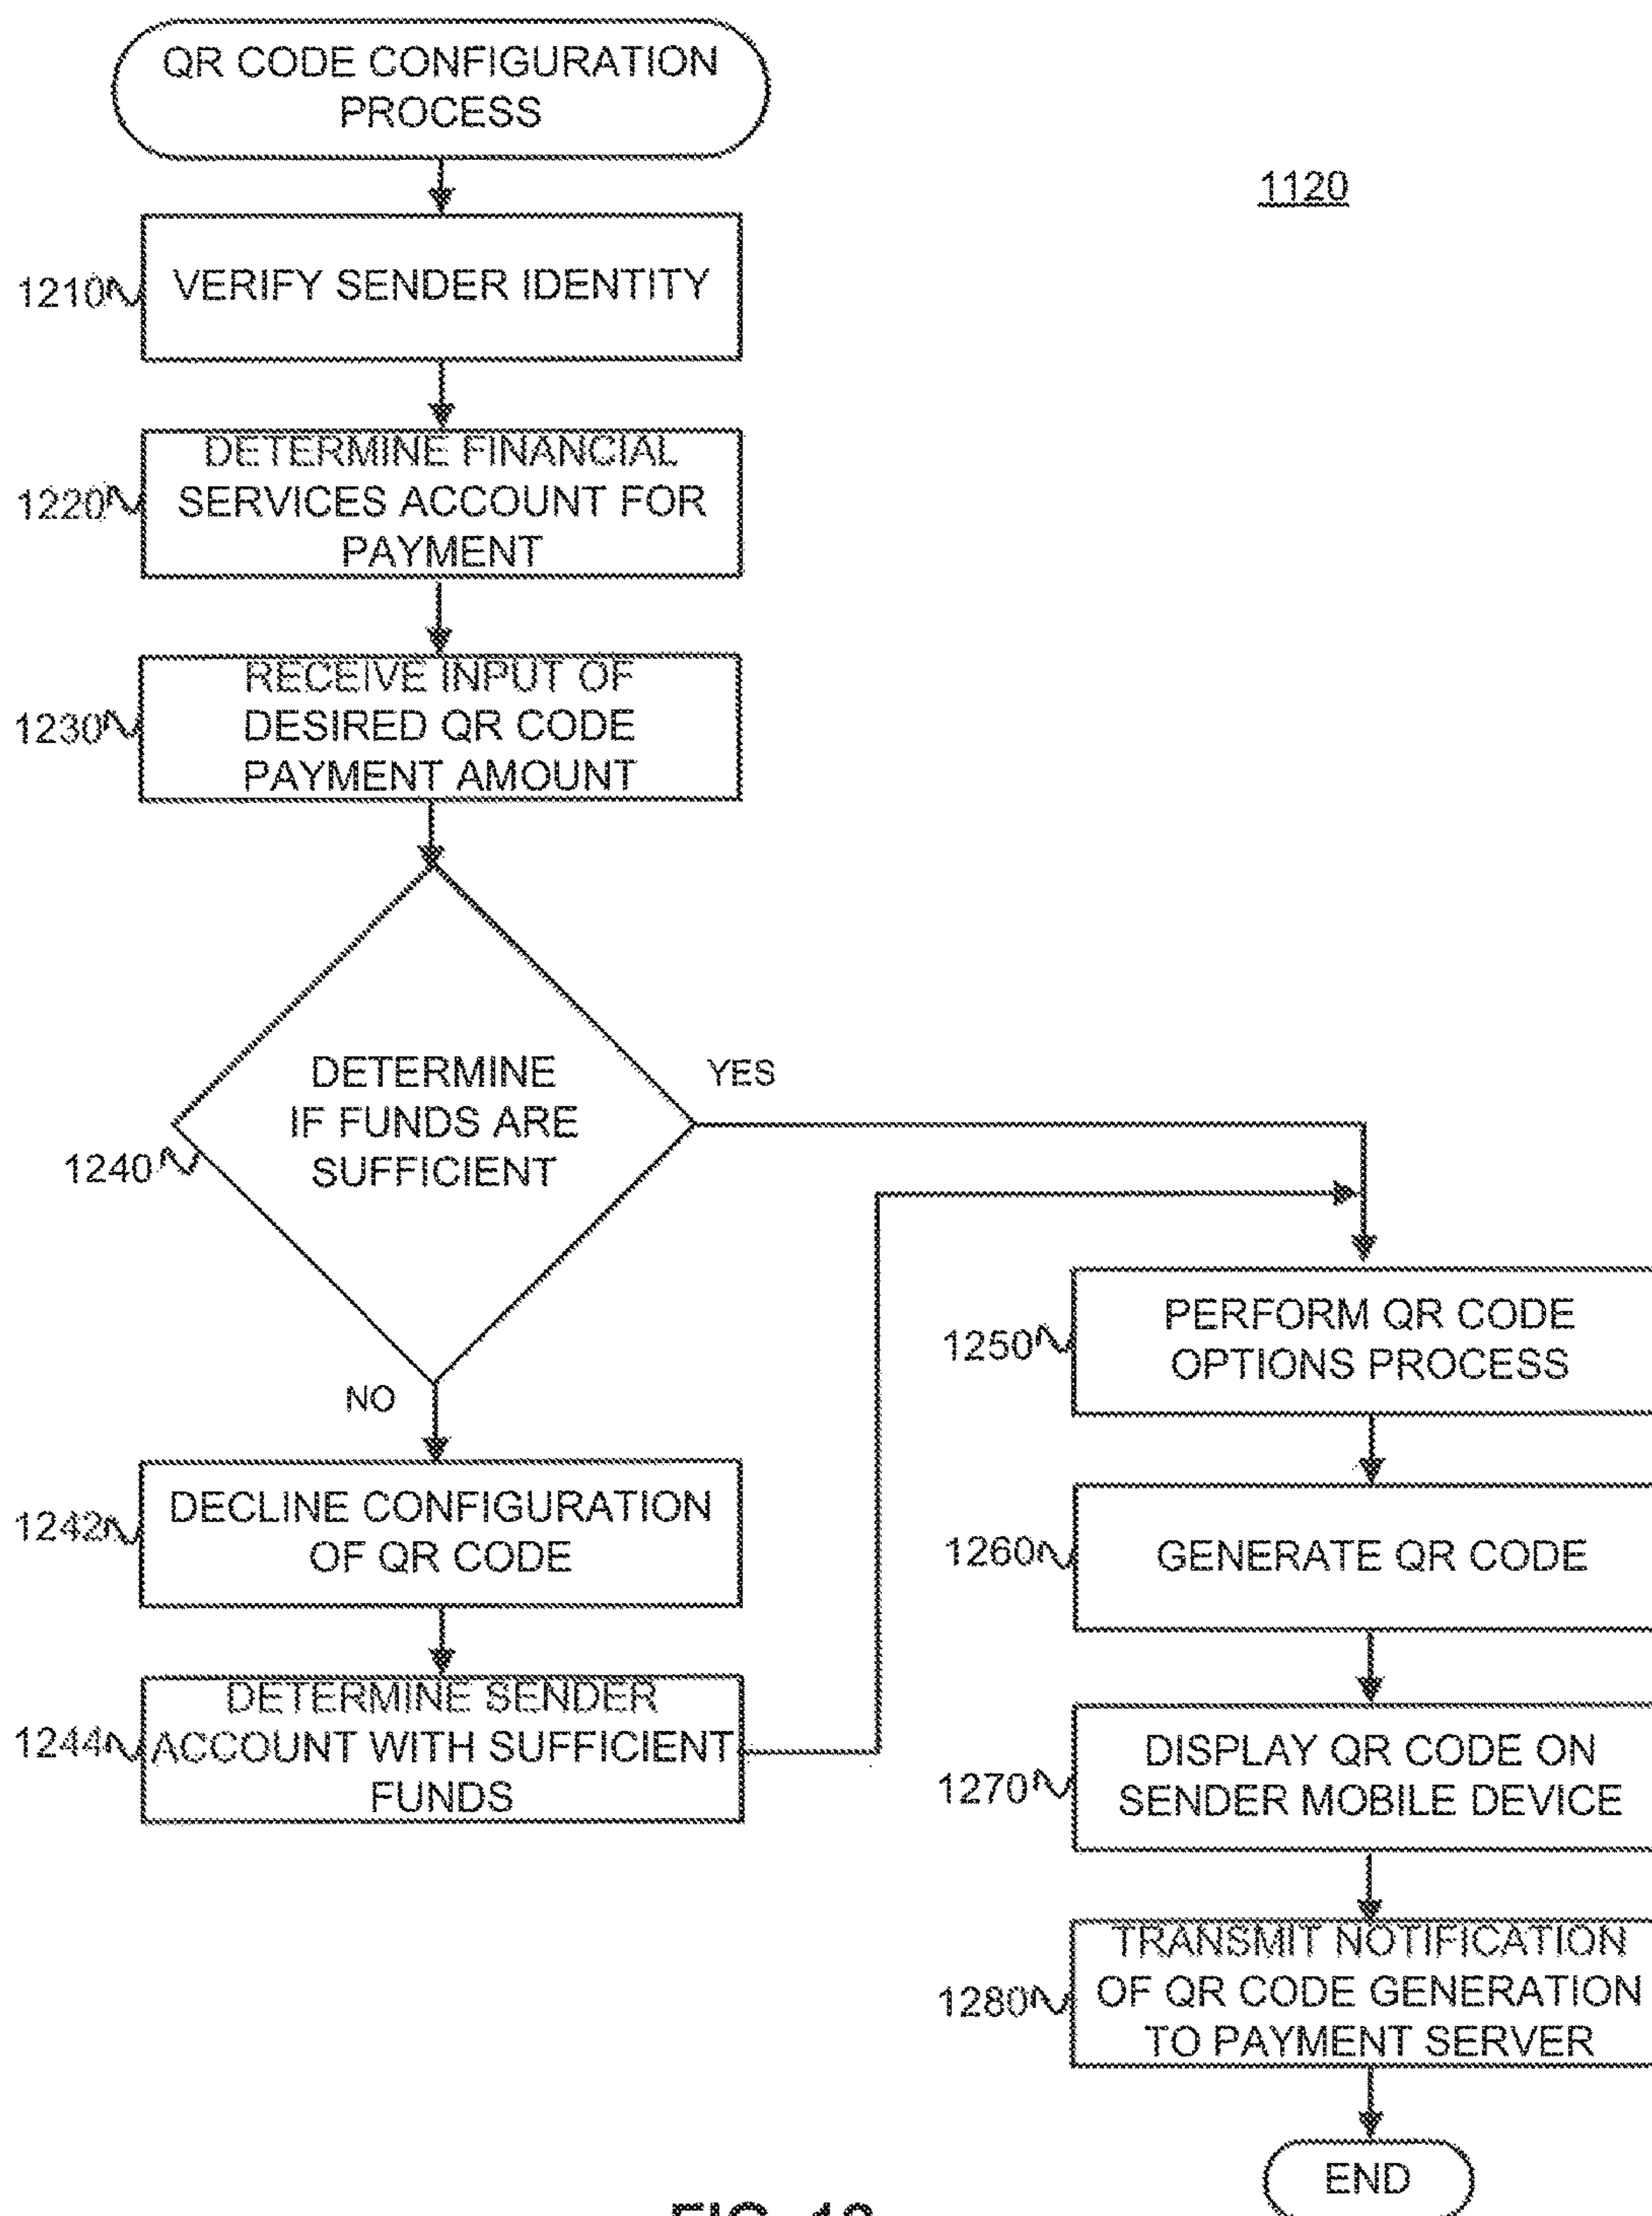 QR CODE CONFIGURATION
PROCESS
1120
1210
VERIFY SENDER IDENTITY
1220
DETERMINE FINANCIAL
SERVICES ACCOUNT FOR
PAYMENT
1230
RECEIVE INPUT OF
DESIRED QR CODE
PAYMENT AMOUNT
1240
DETERMINE
IF FUNDS ARE
SUFFICIENT
YES
NO
1242
DECLINE CONFIGURATION
OF QR CODE
1244
DETERMINE SENDER
ACCOUNT WITH SUFFICIENT
FUNDS
1250
PERFORM QR CODE
OPTIONS PROCESS
1260
GENERATE QR CODE
1270
DISPLAY QR CODE ON
SENDER MOBILE DEVICE
1280
TRANSMIT NOTIFICATION
OF QR CODE GENERATION
TO PAYMENT SERVER
END